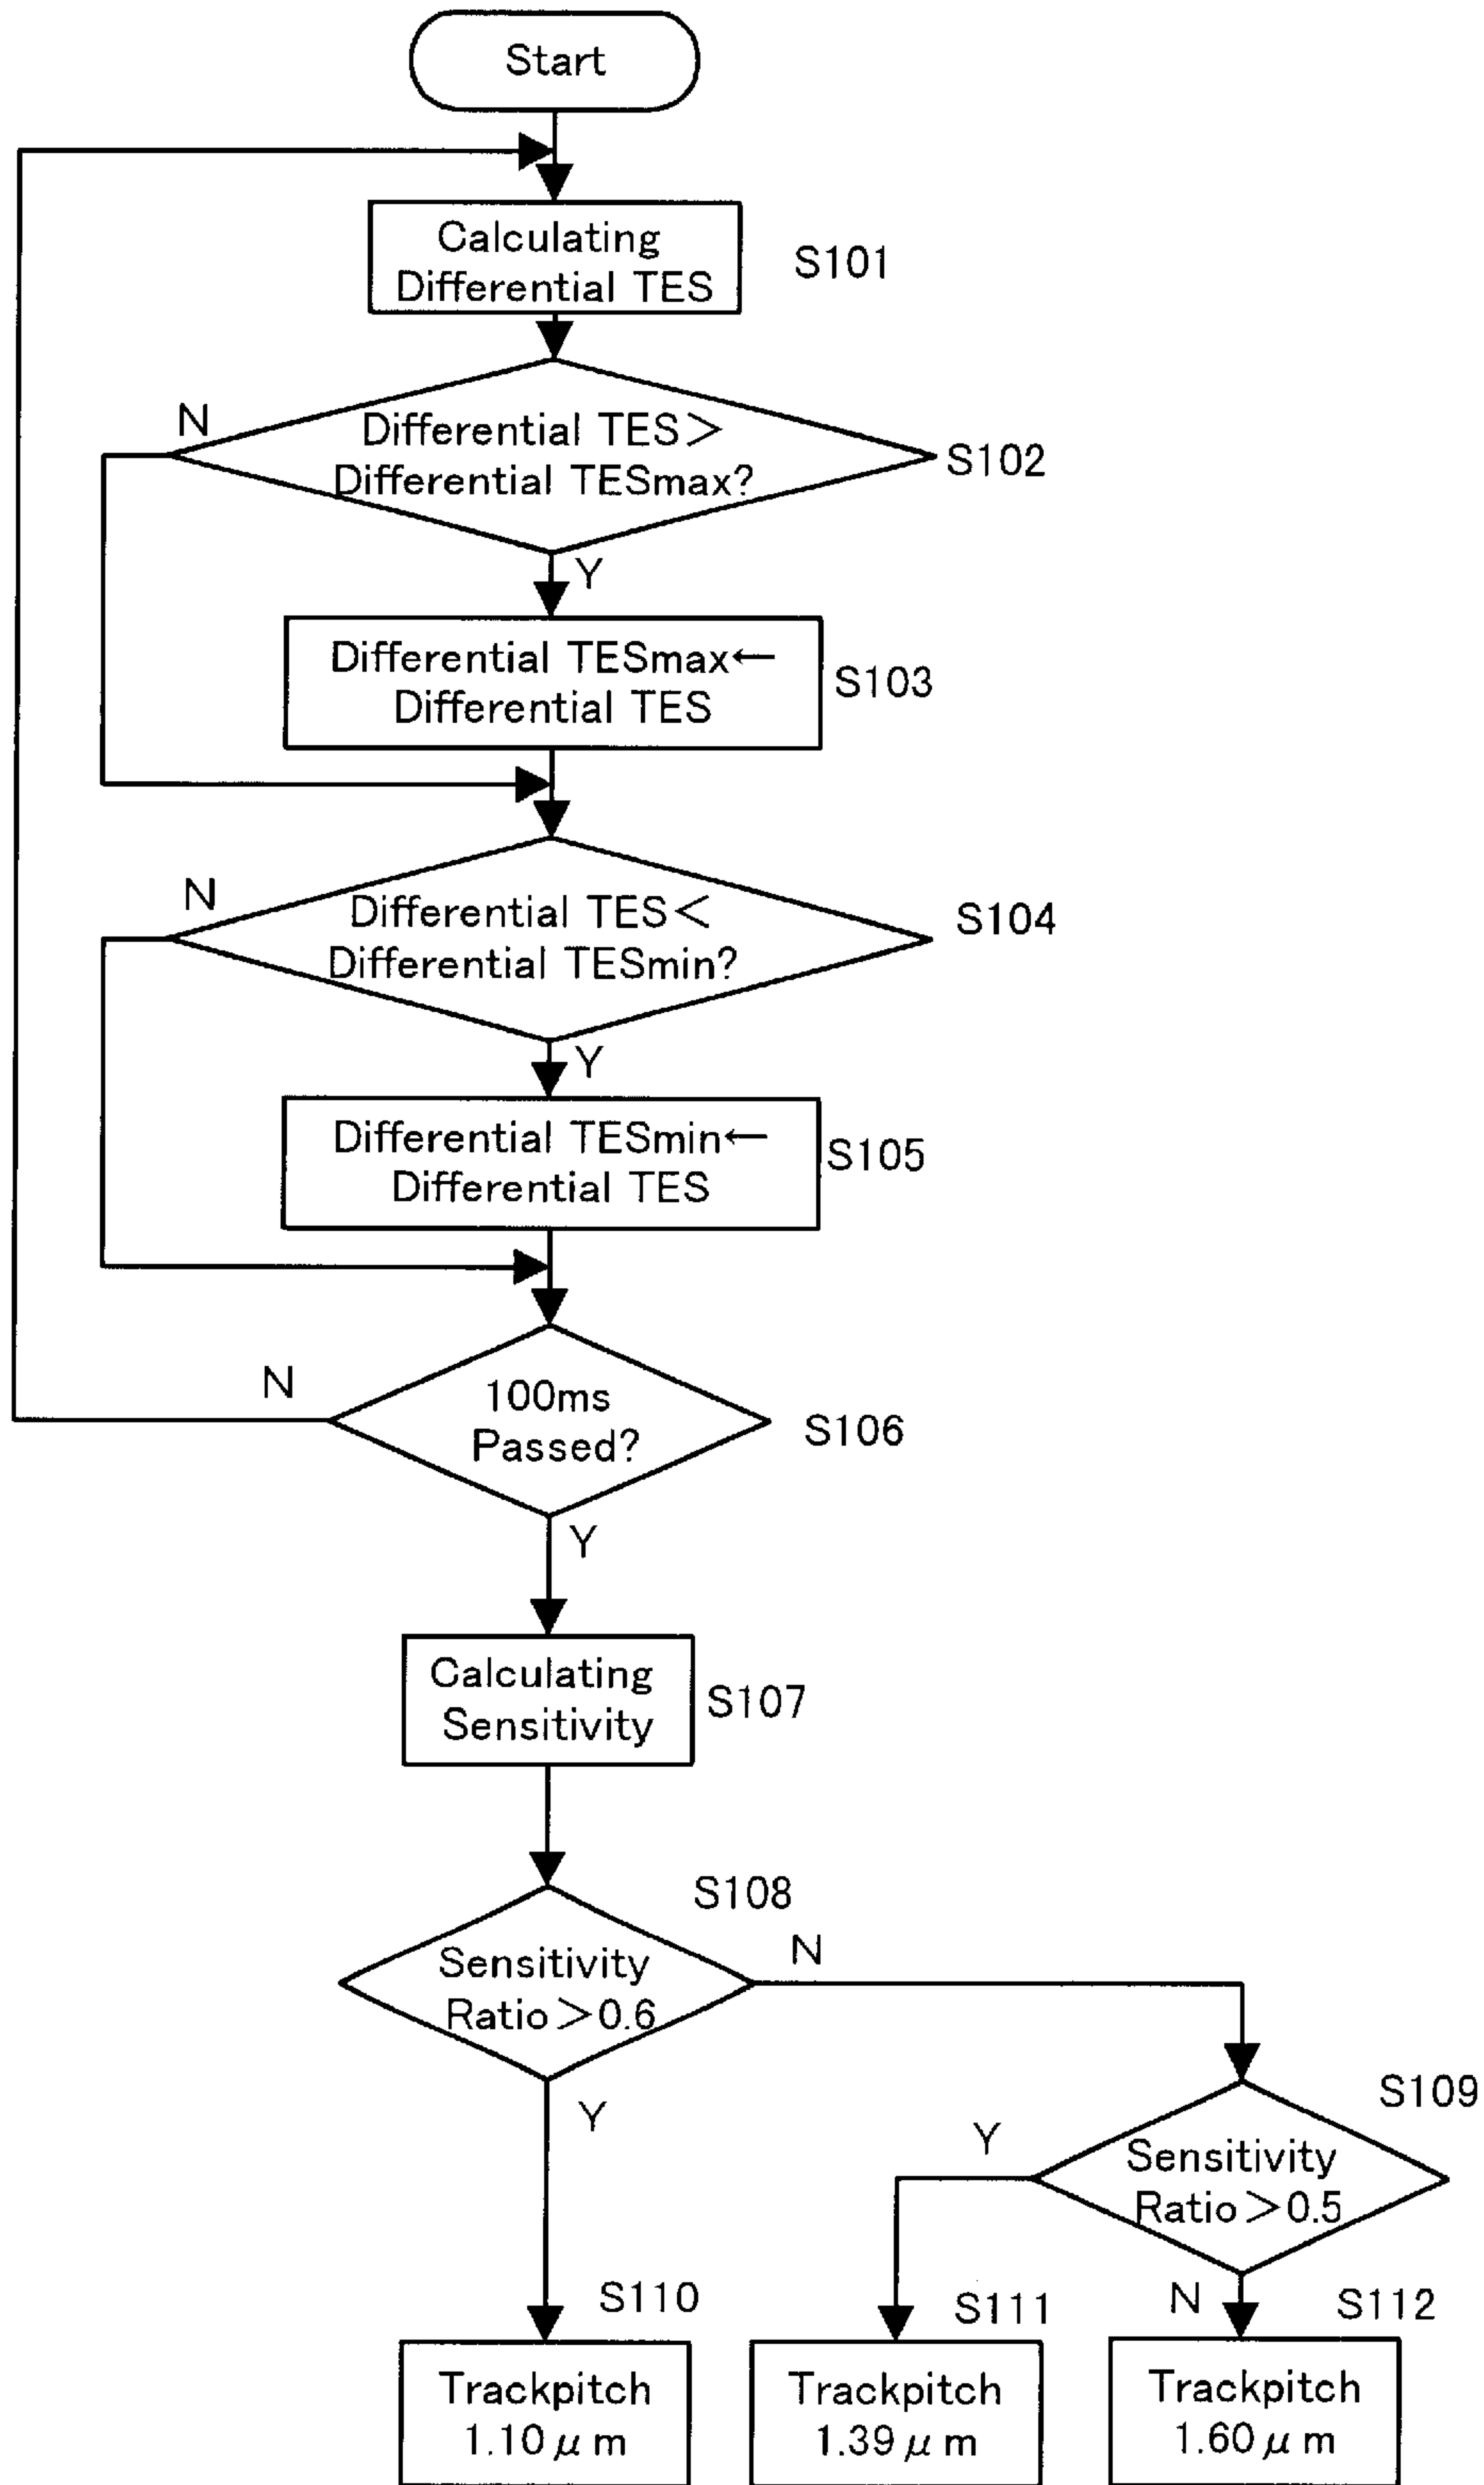 Start
Calculating
Differential TES
S101
N
Differential TES>
Differential TESmax?
S102
Y
Differential TESmax←
Differential TES
S103
N
Differential TES<
Differential TESmin?
S104
Y
Differential TESmin←
Differential TES
S105
N
100ms
Passed?
S106
Y
Calculating
Sensitivity
S107
S108
Sensitivity
Ratio>0.6
N
Y
S109
Y
Sensitivity
Ratio>0.5
N
S110
S111
S112
Trackpitch
1.10μm
Trackpitch
1.39μm
Trackpitch
1.60μm